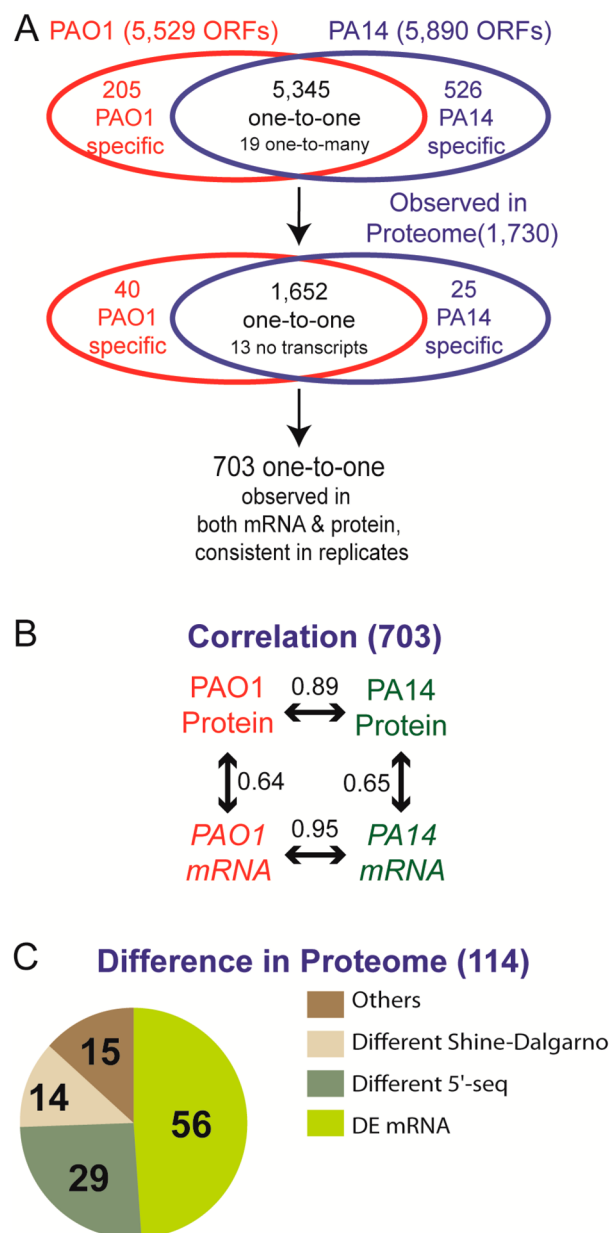 A
PAO1 (5,529 ORFs) PA14 (5,890 ORFs)
205
PAO1
specific
5,345
one-to-one
19 one-to-many
526
PA14
specific
Observed in
Proteome(1,730)
40
PAO1
specific
1,652
one-to-one
13 no transcripts
25
PA14
specific
703 one-to-one
observed in
both mRNA & protein,
consistent in replicates
B
Correlation (703)
PAO1
Protein
0.89
PA14
Protein
0.64
0.65
PAO1
mRNA
0.95
PA14
mRNA
C
Difference in Proteome (114)
15
14
29
56
Others
Different Shine-Dalgarno
Different 5'-seq
DE mRNA